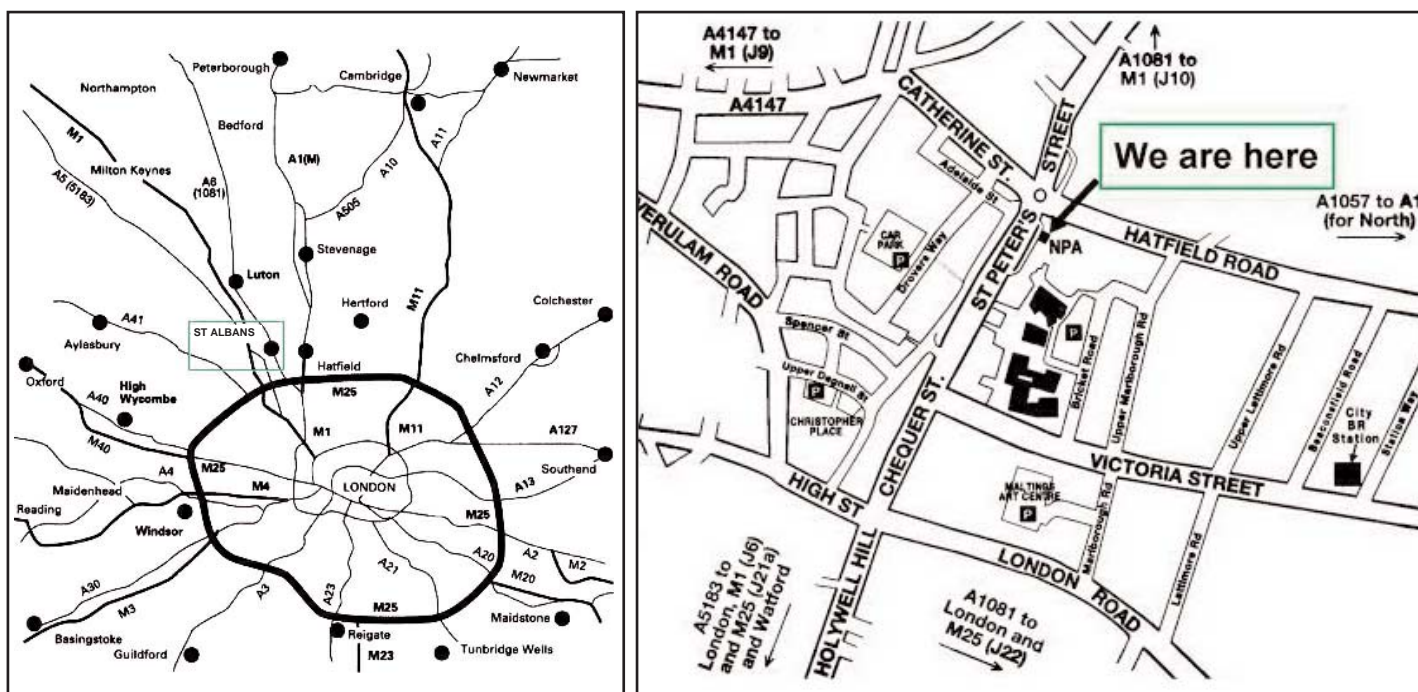 Peterborough
Cambridge
Newmarket
Northampton
M1
Bedford
A1(M)
A10
A11
Milton Keynes
A5 (5183)
A6
(1081)
A505
Stevenage
Luton
Hertford
M11
Colchester
A41
Aylesbury
ST ALBANS
Chelmsford
Hatfield
Oxford
A40
High
Wycombe
M25
A12
M40
M1
M11
A127
A4
M25
Southend
Maidenhead
M4
LONDON
A13
Reading
M25
Windsor
A2
M2
A20
A21
M20
A30
M3
A3
A23
M25
Maidstone
Basingstoke
Reigate
Guildford
M23
Tunbridge Wells
A4147 to
M1 (J9)
A1081 to
M1 (J10)
A4147
CATHERINE ST.
STREET
We are here
Adelaide St
A1057 to A1
(for North)
VERULAM ROAD
CAR
PARK
P
Drovers Way
ST PETER'S
NPA
HATFIELD ROAD
Spencer St
P
Upper Dagnall St
P
CHRISTOPHER
PLACE
CHEQUER ST.
Bricket Road
Upper Marlborough Rd
Upper Lattimore Rd
Beaconsfield Road
Station Way
City
BR
Station
VICTORIA STREET
HIGH ST
MALTINGS
ART CENTRE
P
Marlborough Rd
Lattimore Rd
LONDON ROAD
HOLYWELL HILL
A5183 to
London, M1 (J6)
and M25 (J21a)
and Watford
A1081 to
London and
M25 (J22)